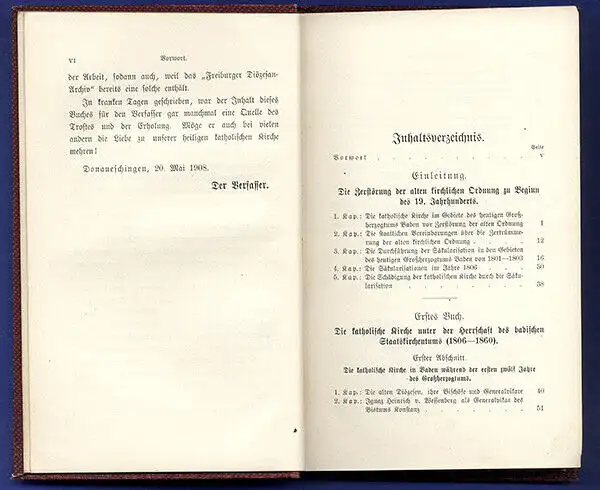 VI Vorwort.
der Arbeit, sodann auch, weil das „Freiburger Diözesan-
Archiv“ bereits eine solche enthält.
In kranken Tagen geschrieben, war der Inhalt dieses
Buches für den Verfasser gar manchmal eine Quelle des
Trostes und der Erholung. Möge er auch bei vielen
andern die Liebe zu unserer heiligen katholischen Kirche
mehren!
Donaueschingen, 20. Mai 1908.
Der Verfasser.
Inhaltsverzeichnis.
Seite
Vorwort . . . . . . . . . . V
Einleitung.
Die Zerstörung der alten kirchlichen Ordnung zu Beginn
des 19. Jahrhunderts.
1. Kap.: Die katholische Kirche im Gebiete des heutigen Groß-
herzogtums Baden vor Zerstörung der alten Ordnung 1
2. Kap.: Die staatlichen Vereinbarungen über die Zertrümme-
rung der alten kirchlichen Ordnung . . . . 12
3. Kap.: Die Durchführung der Säkularisation in den Gebieten
des heutigen Großherzogtums Baden von 1801—1803 16
4. Kap.: Die Säkularisationen im Jahre 1806 . . . 30
5. Kap.: Die Schädigung der katholischen Kirche durch die Säku-
larisation . . . . . . . . . 38
Erstes Buch.
Die katholische Kirche unter der Herrschaft des badischen
Staatskirchentums (1806—1860).
Erster Abschnitt.
Die katholische Kirche in Baden während der ersten zwölf Jahre
des Großherzogtums.
1. Kap.: Die alten Diözesen, ihre Bischöfe und Generalvikare 40
2. Kap.: Ignaz Heinrich v. Wessenberg als Generalvikar des
Bistums Konstanz . . . . . . . 51